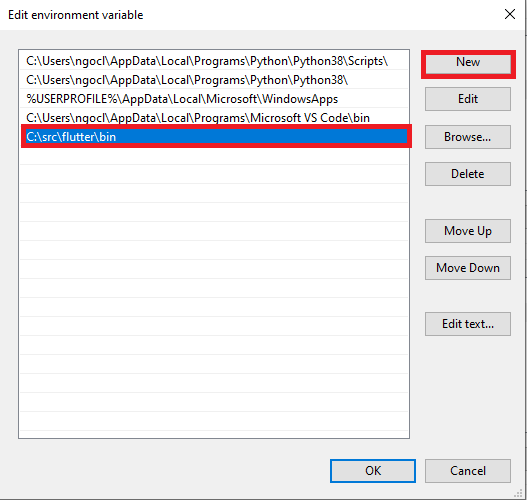 Edit environment variable
C:\Users\ngocl\AppData\Local\Programs\Python\Python38\Scripts\
C:\Users\ngocl\AppData\Local\Programs\Python\Python38\
%USERPROFILE%\AppData\Local\Microsoft\WindowsApps
C:\Users\ngocl\AppData\Local\Programs\Microsoft VS Code\bin
C:\src\flutter\bin
New
Edit
Browse...
Delete
Move Up
Move Down
Edit text...
OK
Cancel